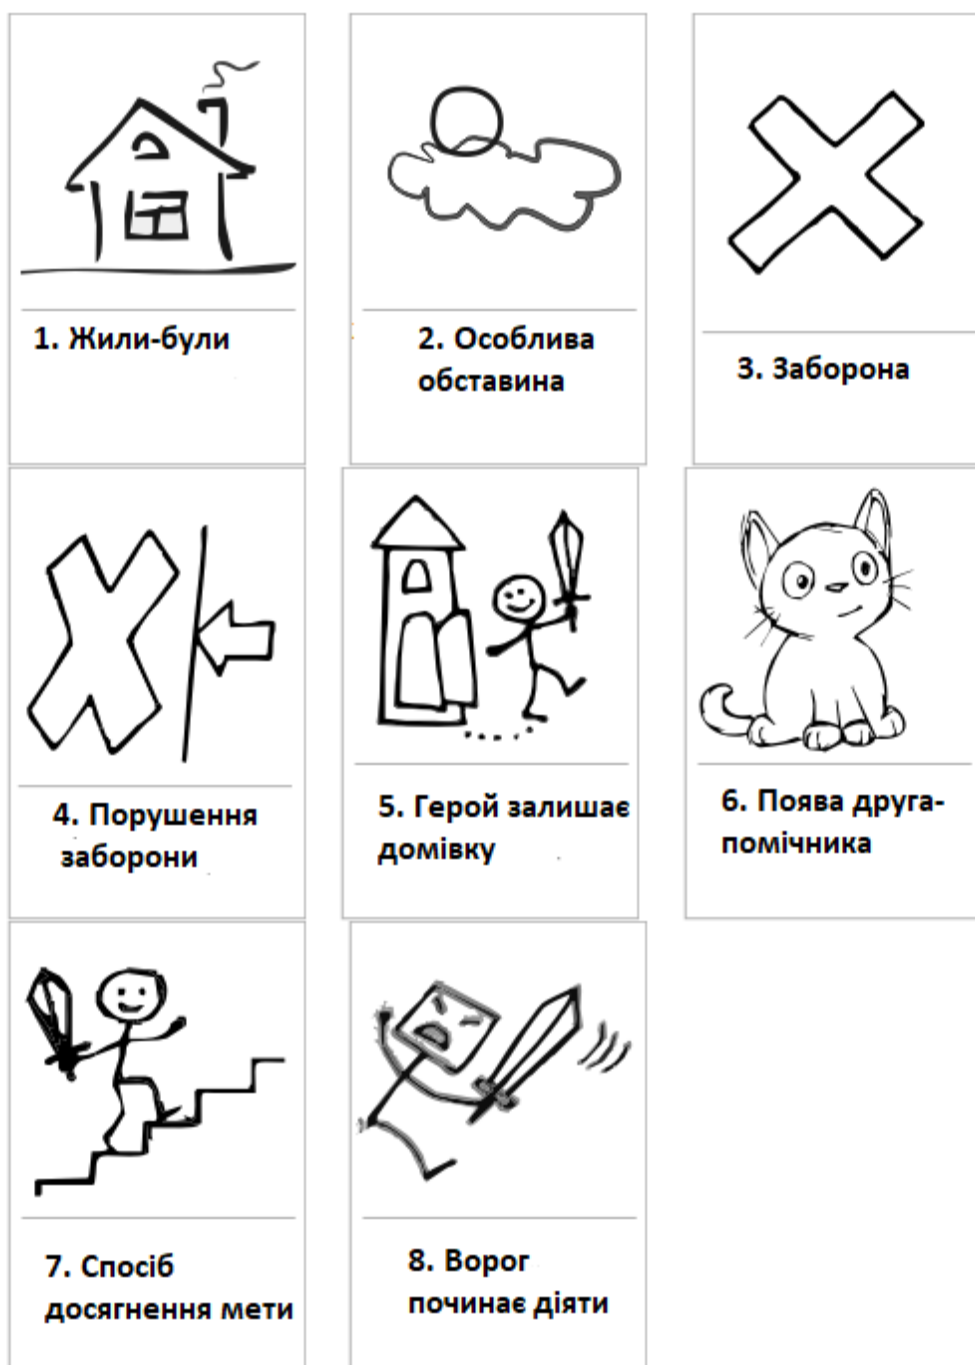 1. Жили-були
2. Особлива
обставина
3. Заборона
4. Порушення
заборони
5. Герой залишає
домівку
6. Поява друга-
помічника
7. Спосіб
досягнення мети
8. Ворог
починає діяти